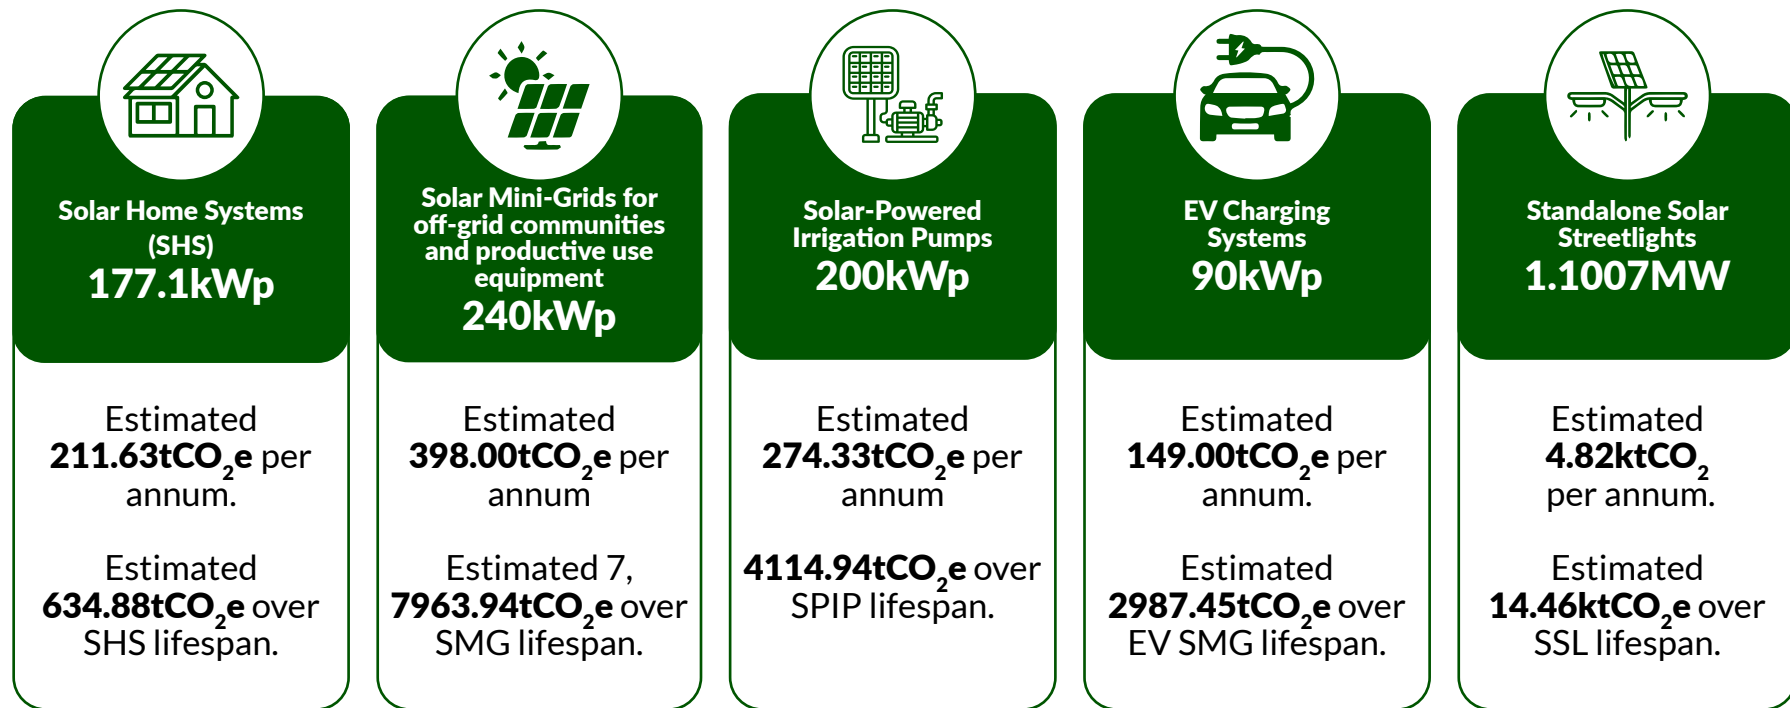 Solar Home Systems
(SHS)
177.1kWp
Estimated
211.63tCO₂e per
annum.
Estimated
634.88tCO₂e over
SHS lifespan.
Solar Mini-Grids for
off-grid communities
and productive use
equipment
240kWp
Estimated
398.00tCO₂e per
annum
Estimated 7,
7963.94tCO₂e over
SMG lifespan.
Solar-Powered
Irrigation Pumps
200kWp
Estimated
274.33tCO₂e per
annum
4114.94tCO₂e over
SPIP lifespan.
EV Charging
Systems
90kWp
Estimated
149.00tCO₂e per
annum.
Estimated
2987.45tCO₂e over
EV SMG lifespan.
Standalone Solar
Streetlights
1.1007MW
Estimated
4.82ktCO₂
per annum.
Estimated
14.46ktCO₂e over
SSL lifespan.